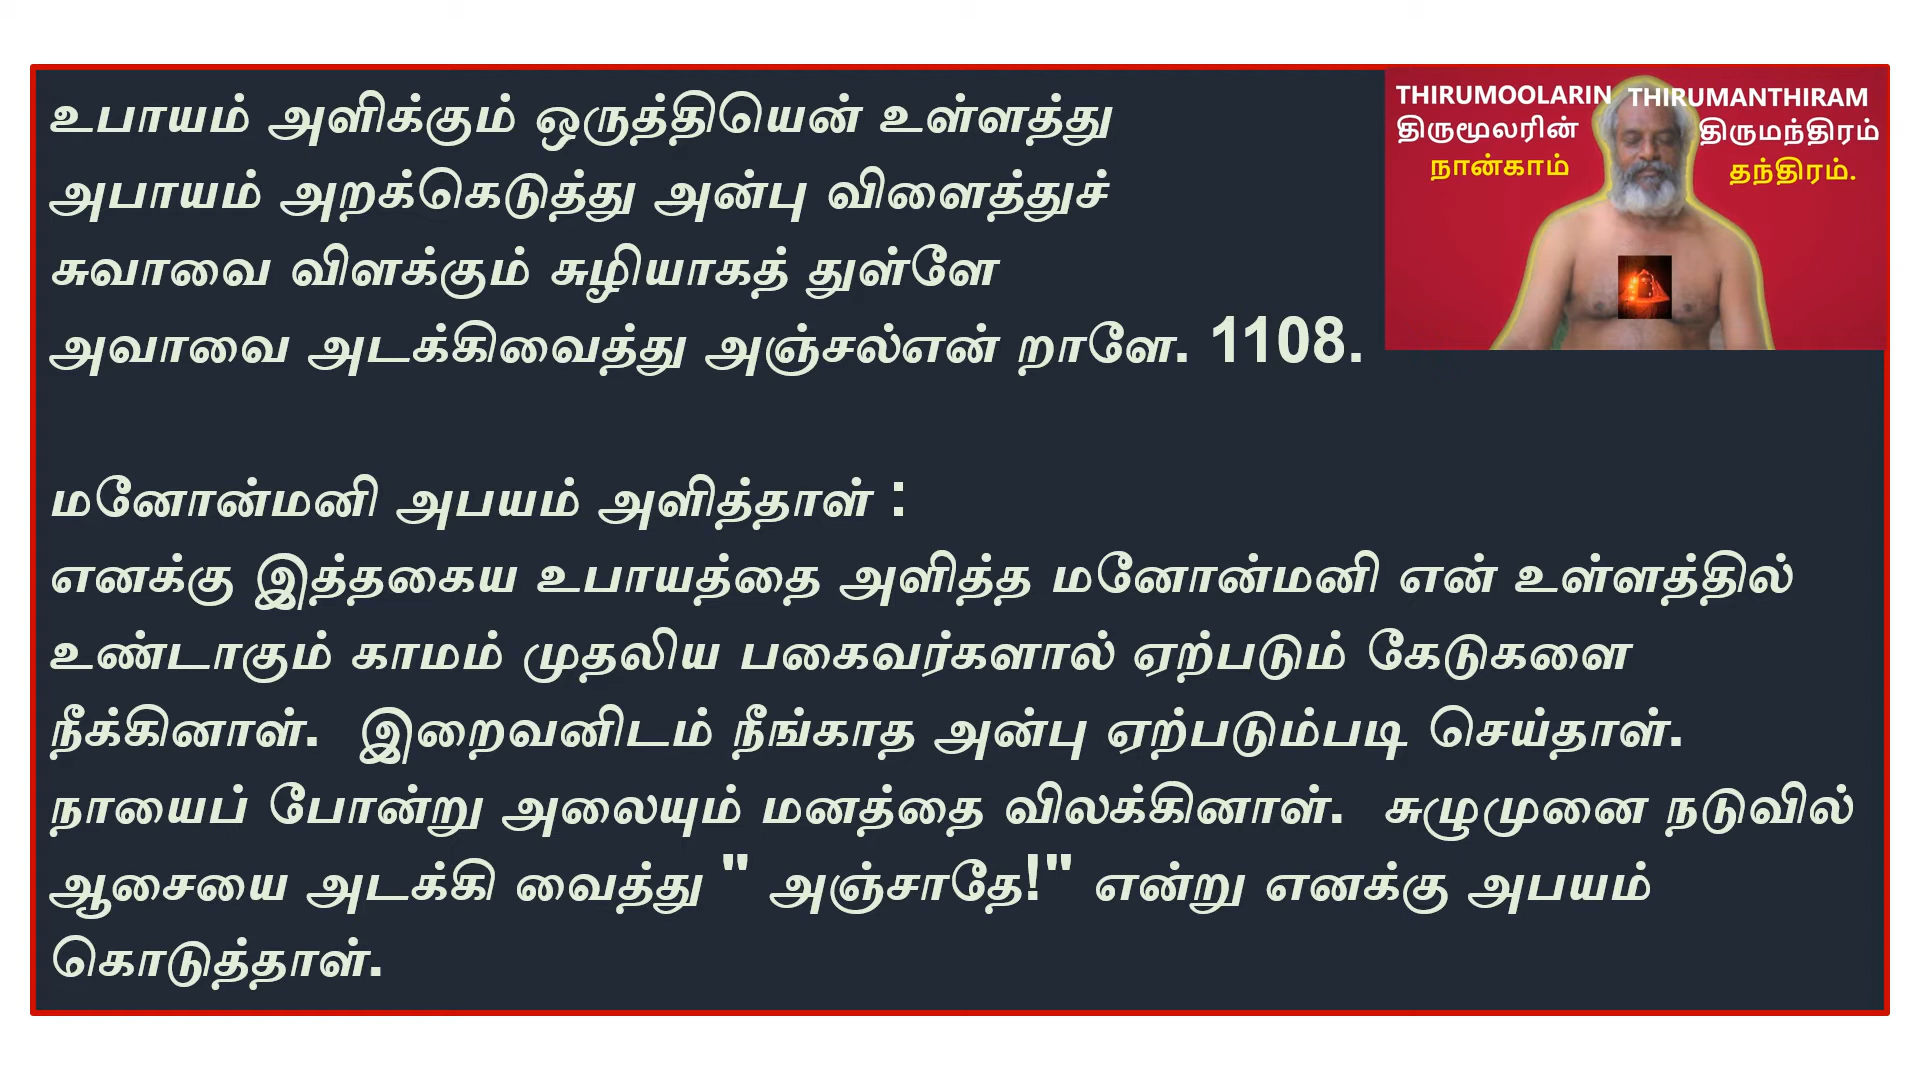 உபாயம் அளிக்கும் ஒருத்தியென் உள்ளத்து
அபாயம் அறக்கெடுத்து அன்பு விளைத்துச்
சுவாவை விளக்கும் சுழியாகத் துள்ளே
அவாவை அடக்கிவைத்து அஞ்சல்என் றாளே. 1108.
THIRUMOOLARIN THIRUMANTHIRAM
திருமூலரின் திருமந்திரம்
நான்காம் தந்திரம்.
மனோன்மனி அபயம் அளித்தாள் :
எனக்கு இத்தகைய உபாயத்தை அளித்த மனோன்மனி என் உள்ளத்தில்
உண்டாகும் காமம் முதலிய பகைவர்களால் ஏற்படும் கேடுகளை
நீக்கினாள். இறைவனிடம் நீங்காத அன்பு ஏற்படும்படி செய்தாள்.
நாயைப் போன்று அலையும் மனத்தை விலக்கினாள். சுழுமுனை நடுவில்
ஆசையை அடக்கி வைத்து " அஞ்சாதே!" என்று எனக்கு அபயம்
கொடுத்தாள்.